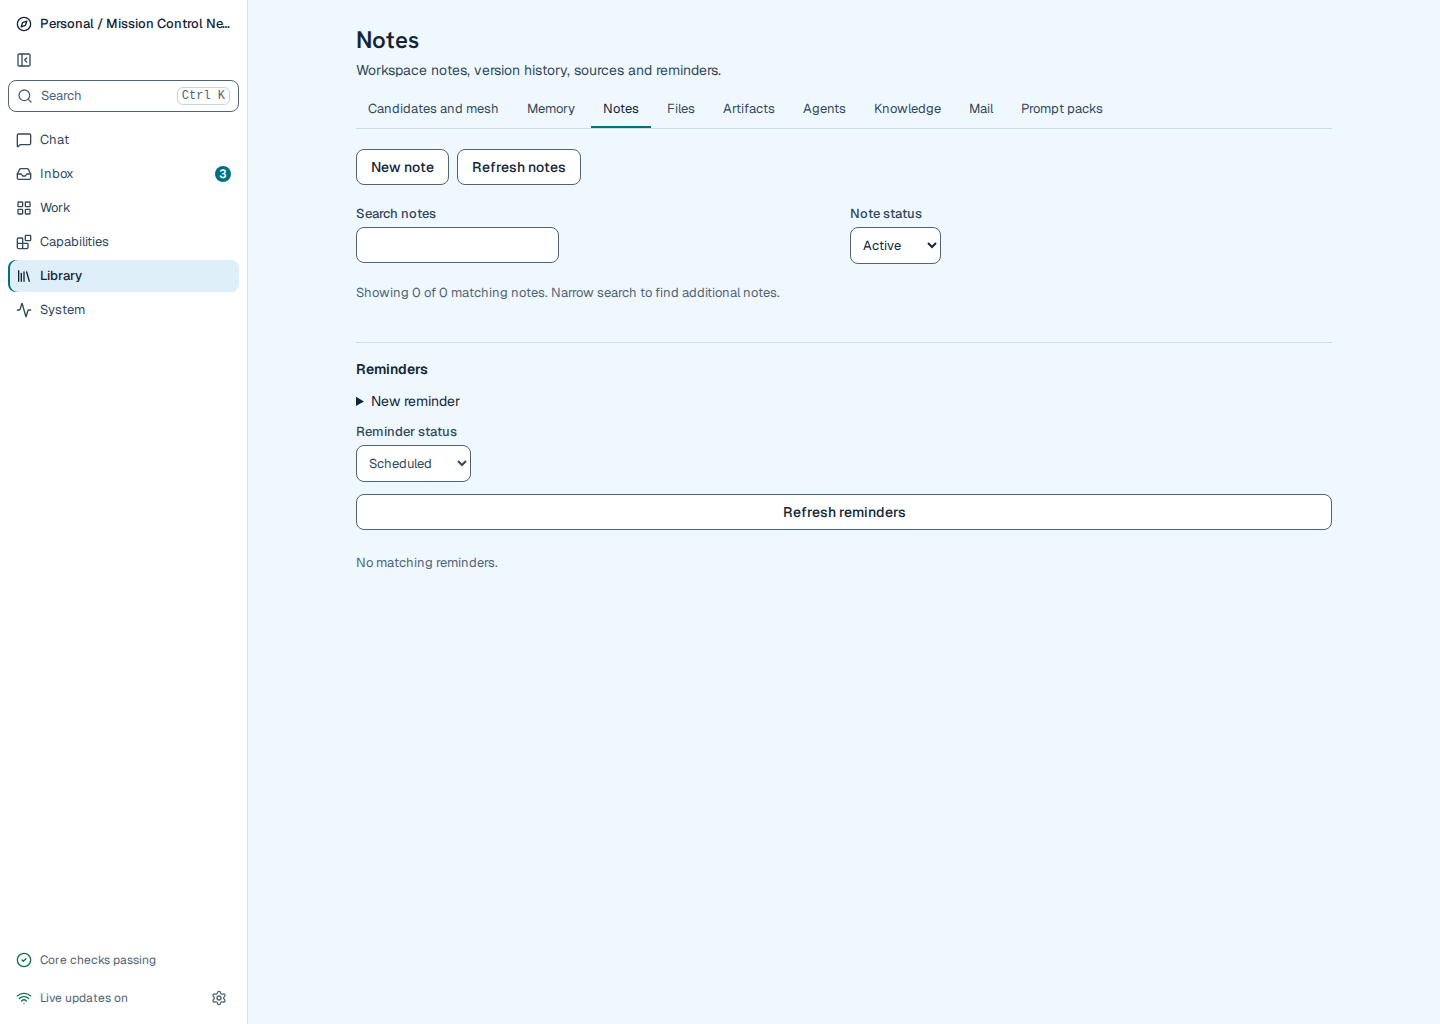 Personal / Mission Control Ne...
Search
Ctrl K
Chat
Inbox
3
Work
Capabilities
Library
System
Core checks passing
Live updates on
Notes
Workspace notes, version history, sources and reminders.
Candidates and mesh
Memory
Notes
Files
Artifacts
Agents
Knowledge
Mail
Prompt packs
New note
Refresh notes
Search notes
Note status
Active
Showing 0 of 0 matching notes. Narrow search to find additional notes.
Reminders
New reminder
Reminder status
Scheduled
Refresh reminders
No matching reminders.